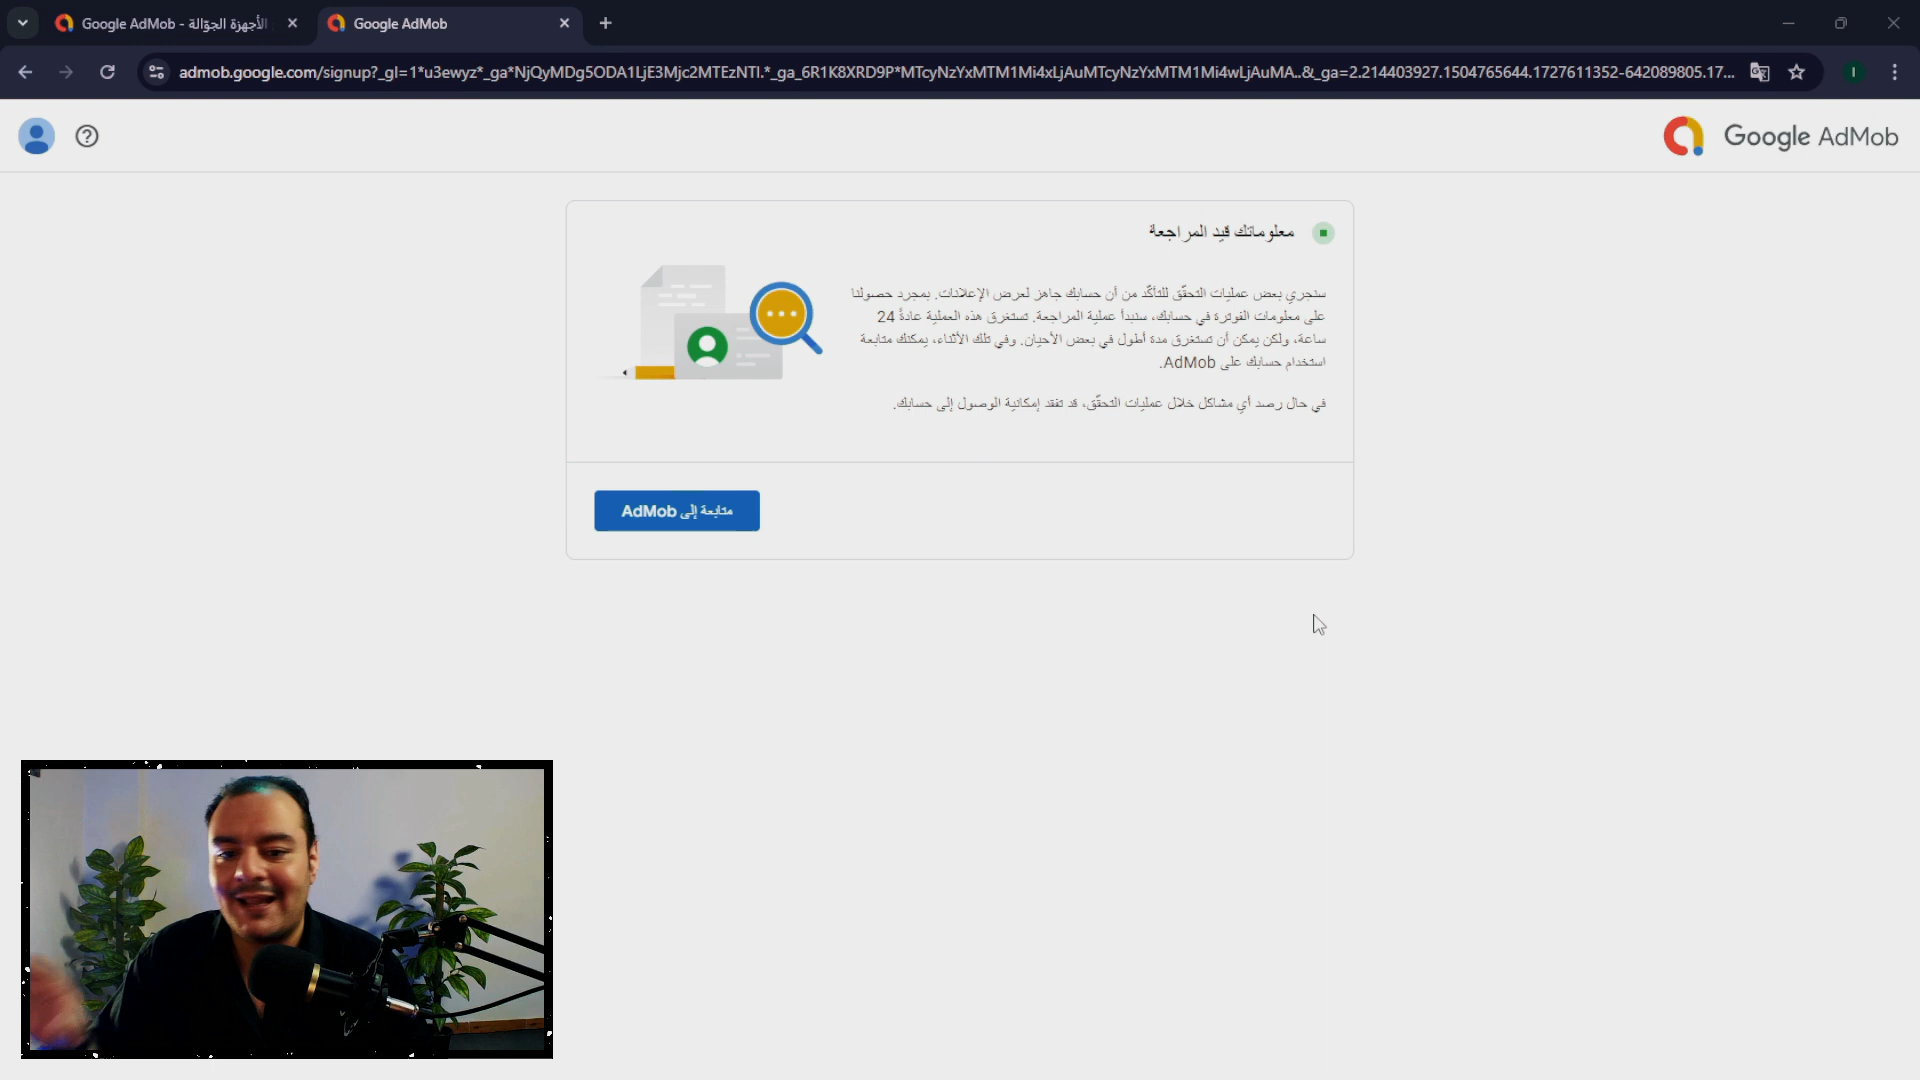 Google AdMob - الأجهزة الجوّالة
Google AdMob
admob.google.com/signup?_gl=1*u3ewyz*_ga*NjQyMDg5ODA1LjE3Mjc2MTEzNTI.*_ga_6R1K8XRD9P*MTcyNzYxMTM1Mi4xLjAuMTcyNzYxMTM1Mi4wLjAuMA..&_ga=2.214403927.1504765644.1727611352-642089805.17...
I
Google AdMob
معلوماتك قيد المراجعة
سنجري بعض عمليات التحقّق للتأكّد من أن حسابك جاهز لعرض الإعلانات. بمجرد حصولنا
على معلومات الفوترة في حسابك، سنبدأ عملية المراجعة. تستغرق هذه العملية عادةً 24
ساعة، ولكن يمكن أن تستغرق مدة أطول في بعض الأحيان. وفي تلك الأثناء، يمكنك متابعة
استخدام حسابك على AdMob.
في حال رصد أي مشاكل خلال عمليات التحقّق، قد تفقد إمكانية الوصول إلى حسابك.
متابعة إلى AdMob